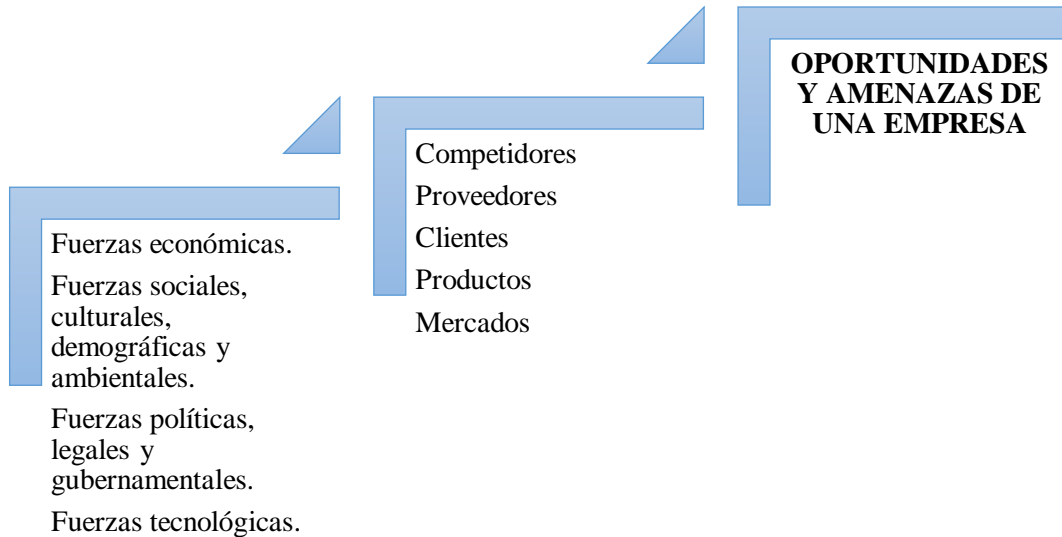 Fuerzas económicas.
Fuerzas sociales,
culturales,
demográficas y
ambientales.
Fuerzas políticas,
legales y
gubernamentales.
Fuerzas tecnológicas.
Competidores
Proveedores
Clientes
Productos
Mercados
OPORTUNIDADES
Y AMENAZAS DE
UNA EMPRESA